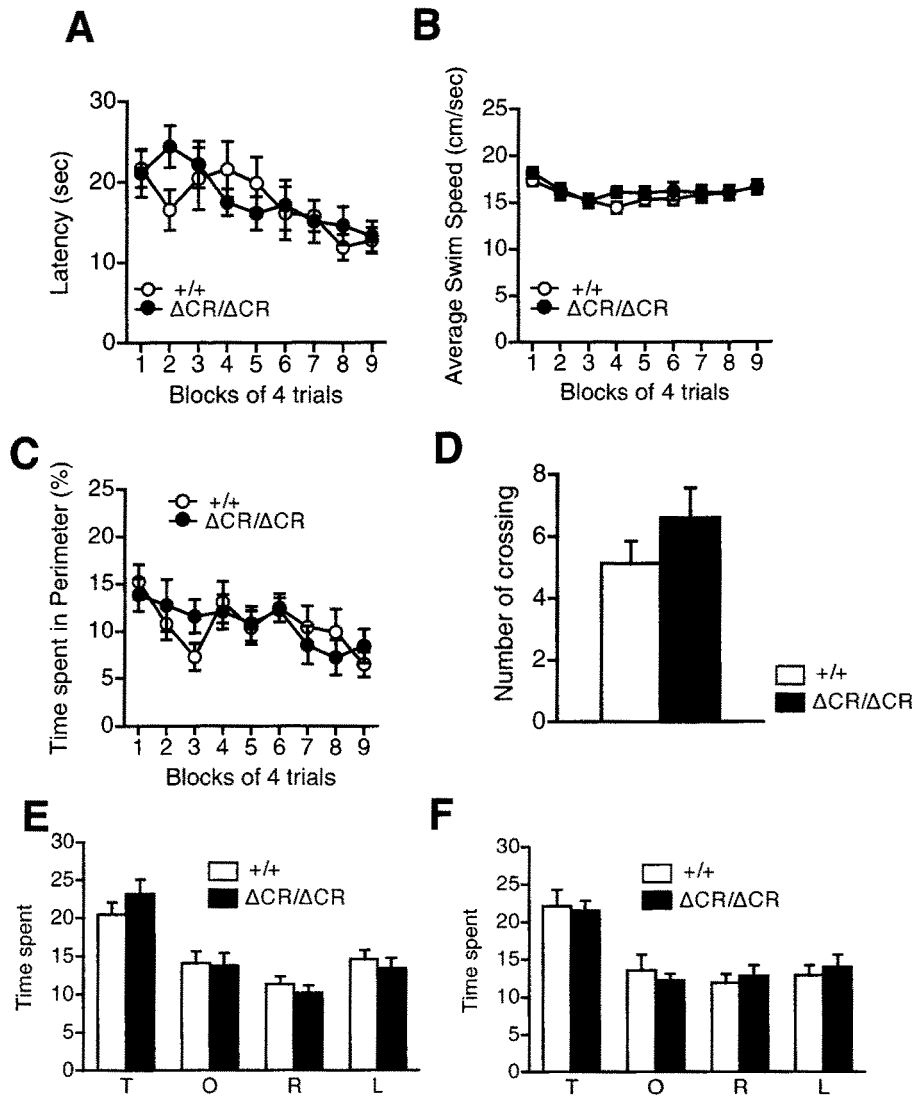 A
Latency (sec)
30
20
10
0
+/+
ΔCR/ΔCR
1 2 3 4 5 6 7 8 9
Blocks of 4 trials
B
Average Swim Speed (cm/sec)
25
20
15
10
5
0
+/+
ΔCR/ΔCR
1 2 3 4 5 6 7 8 9
Blocks of 4 trials
C
Time spent in Perimeter (%)
25
20
15
10
5
0
+/+
ΔCR/ΔCR
1 2 3 4 5 6 7 8 9
Blocks of 4 trials
D
Number of crossing
8
6
4
2
0
+/+
ΔCR/ΔCR
E
Time spent
30
25
20
15
10
5
0
+/+
ΔCR/ΔCR
T O R L
F
Time spent
30
25
20
15
10
5
0
+/+
ΔCR/ΔCR
T O R L